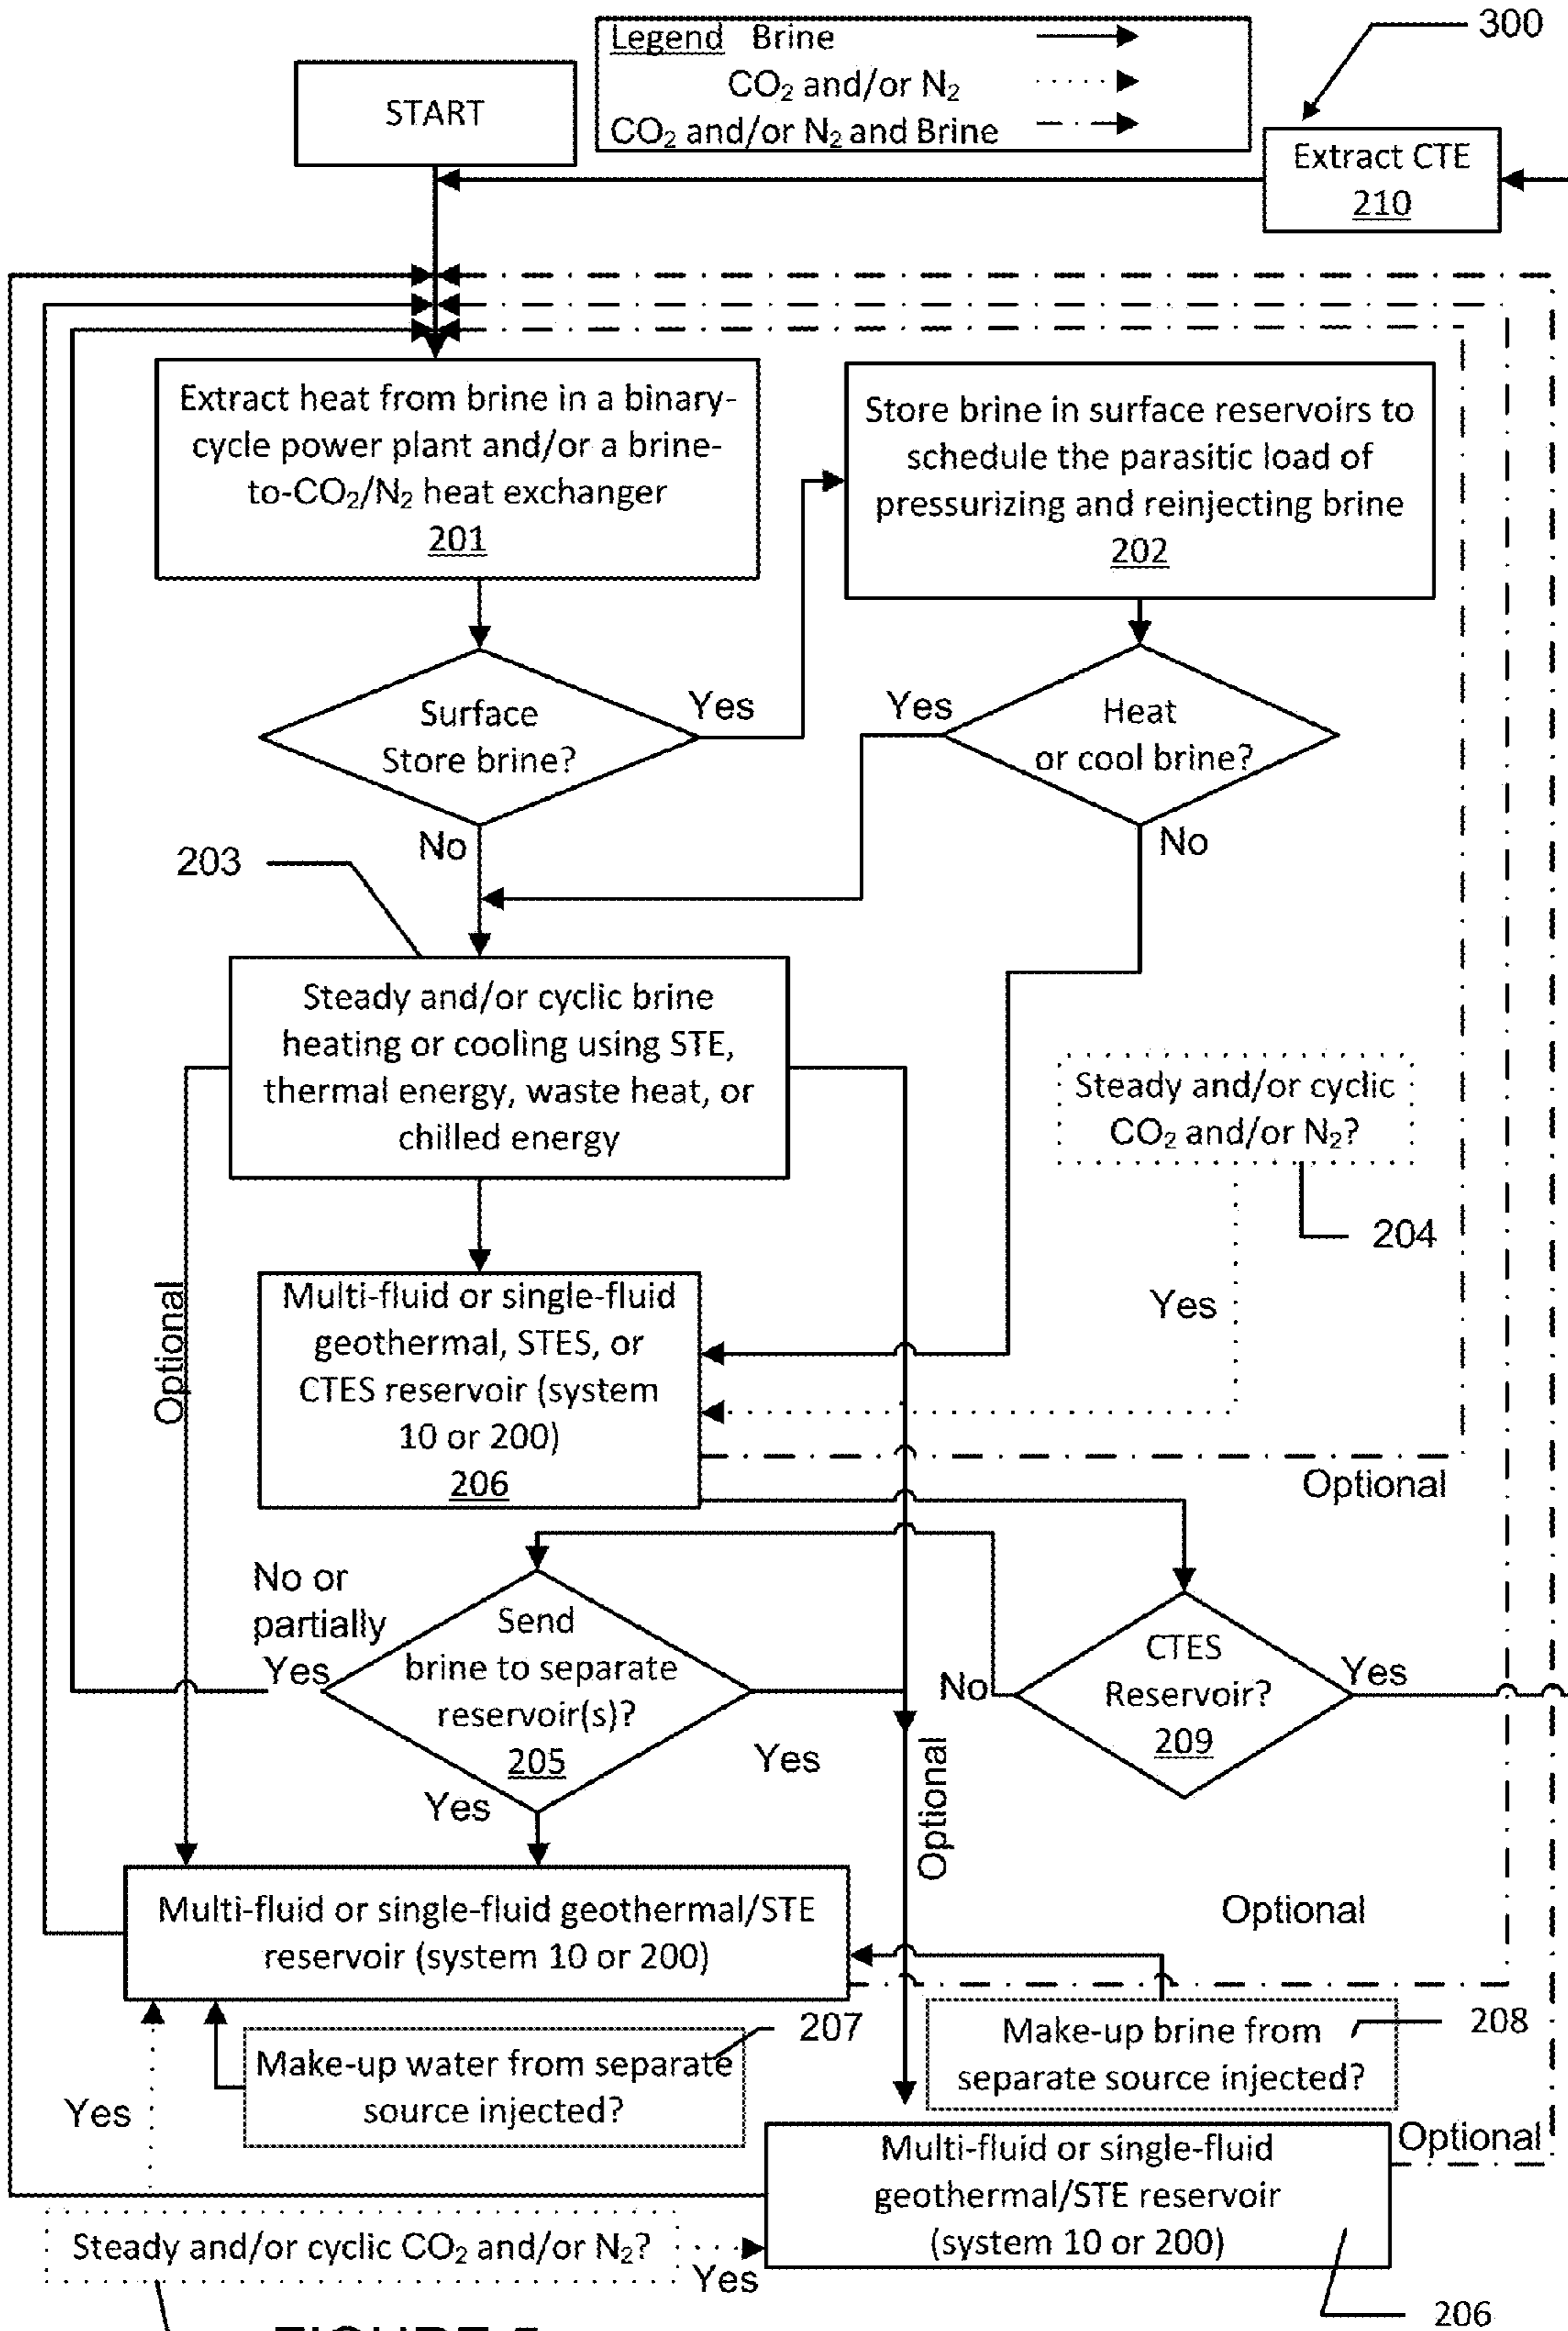 300
Legend Brine
CO₂ and/or N₂
CO₂ and/or N₂ and Brine
START
Extract CTE
210
Extract heat from brine in a binary-
cycle power plant and/or a brine-
to-CO₂/N₂ heat exchanger
201
Store brine in surface reservoirs to
schedule the parasitic load of
pressurizing and reinjecting brine
202
Surface
Store brine?
Yes
No
Heat
or cool brine?
Yes
No
203
Steady and/or cyclic brine
heating or cooling using STE,
thermal energy, waste heat, or
chilled energy
Steady and/or cyclic
CO₂ and/or N₂?
204
Yes
Optional
Multi-fluid or single-fluid
geothermal, STES, or
CTES reservoir (system
10 or 200)
206
Optional
No or
partially
Yes
Send
brine to separate
reservoir(s)?
205
Yes
Yes
No
CTES
Reservoir?
209
Yes
Optional
Multi-fluid or single-fluid geothermal/STE
reservoir (system 10 or 200)
Optional
207
Make-up water from separate
source injected?
Make-up brine from
separate source injected?
208
Yes
Optional
Multi-fluid or single-fluid
geothermal/STE reservoir
(system 10 or 200)
Steady and/or cyclic CO₂ and/or N₂?
Yes
206